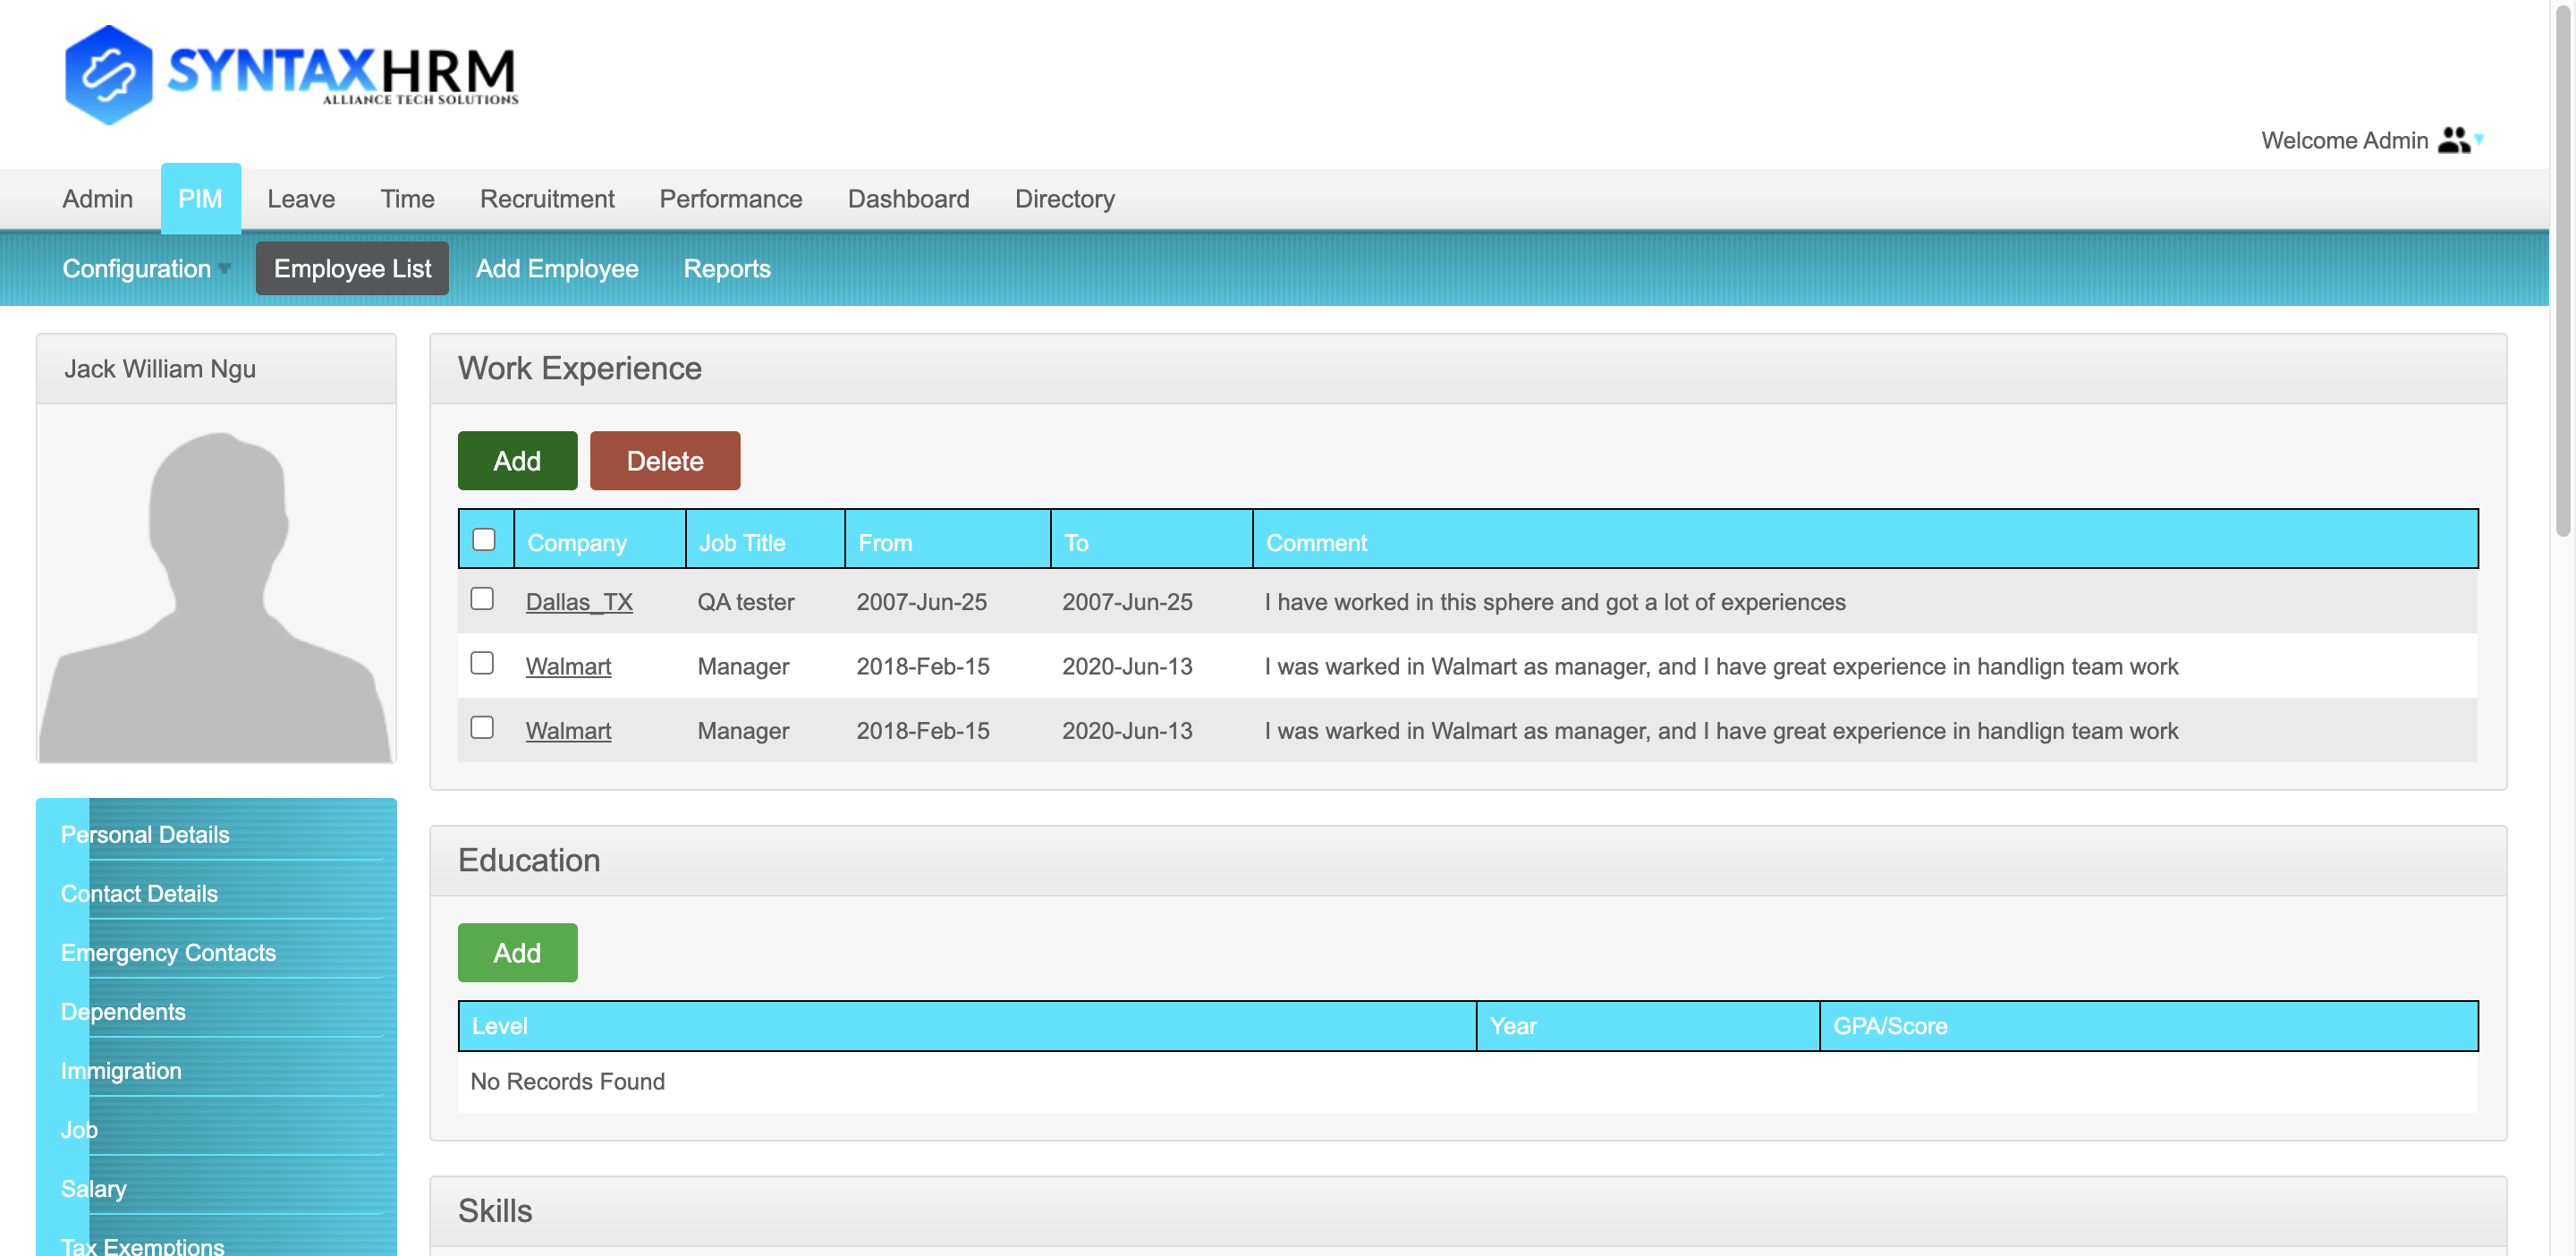 SYNTAXHRM
ALLIANCE TECH SOLUTIONS
Welcome Admin
Admin PIM Leave Time Recruitment Performance Dashboard Directory
Configuration Employee List Add Employee Reports
Jack William Ngu
Work Experience
Add Delete
Company Job Title From To Comment
Dallas_TX QA tester 2007-Jun-25 2007-Jun-25 I have worked in this sphere and got a lot of experiences
Walmart Manager 2018-Feb-15 2020-Jun-13 I was warked in Walmart as manager, and I have great experience in handlign team work
Walmart Manager 2018-Feb-15 2020-Jun-13 I was warked in Walmart as manager, and I have great experience in handlign team work
Personal Details
Contact Details
Emergency Contacts
Dependents
Immigration
Job
Salary
Tax Exemptions
Education
Add
Level Year GPA/Score
No Records Found
Skills